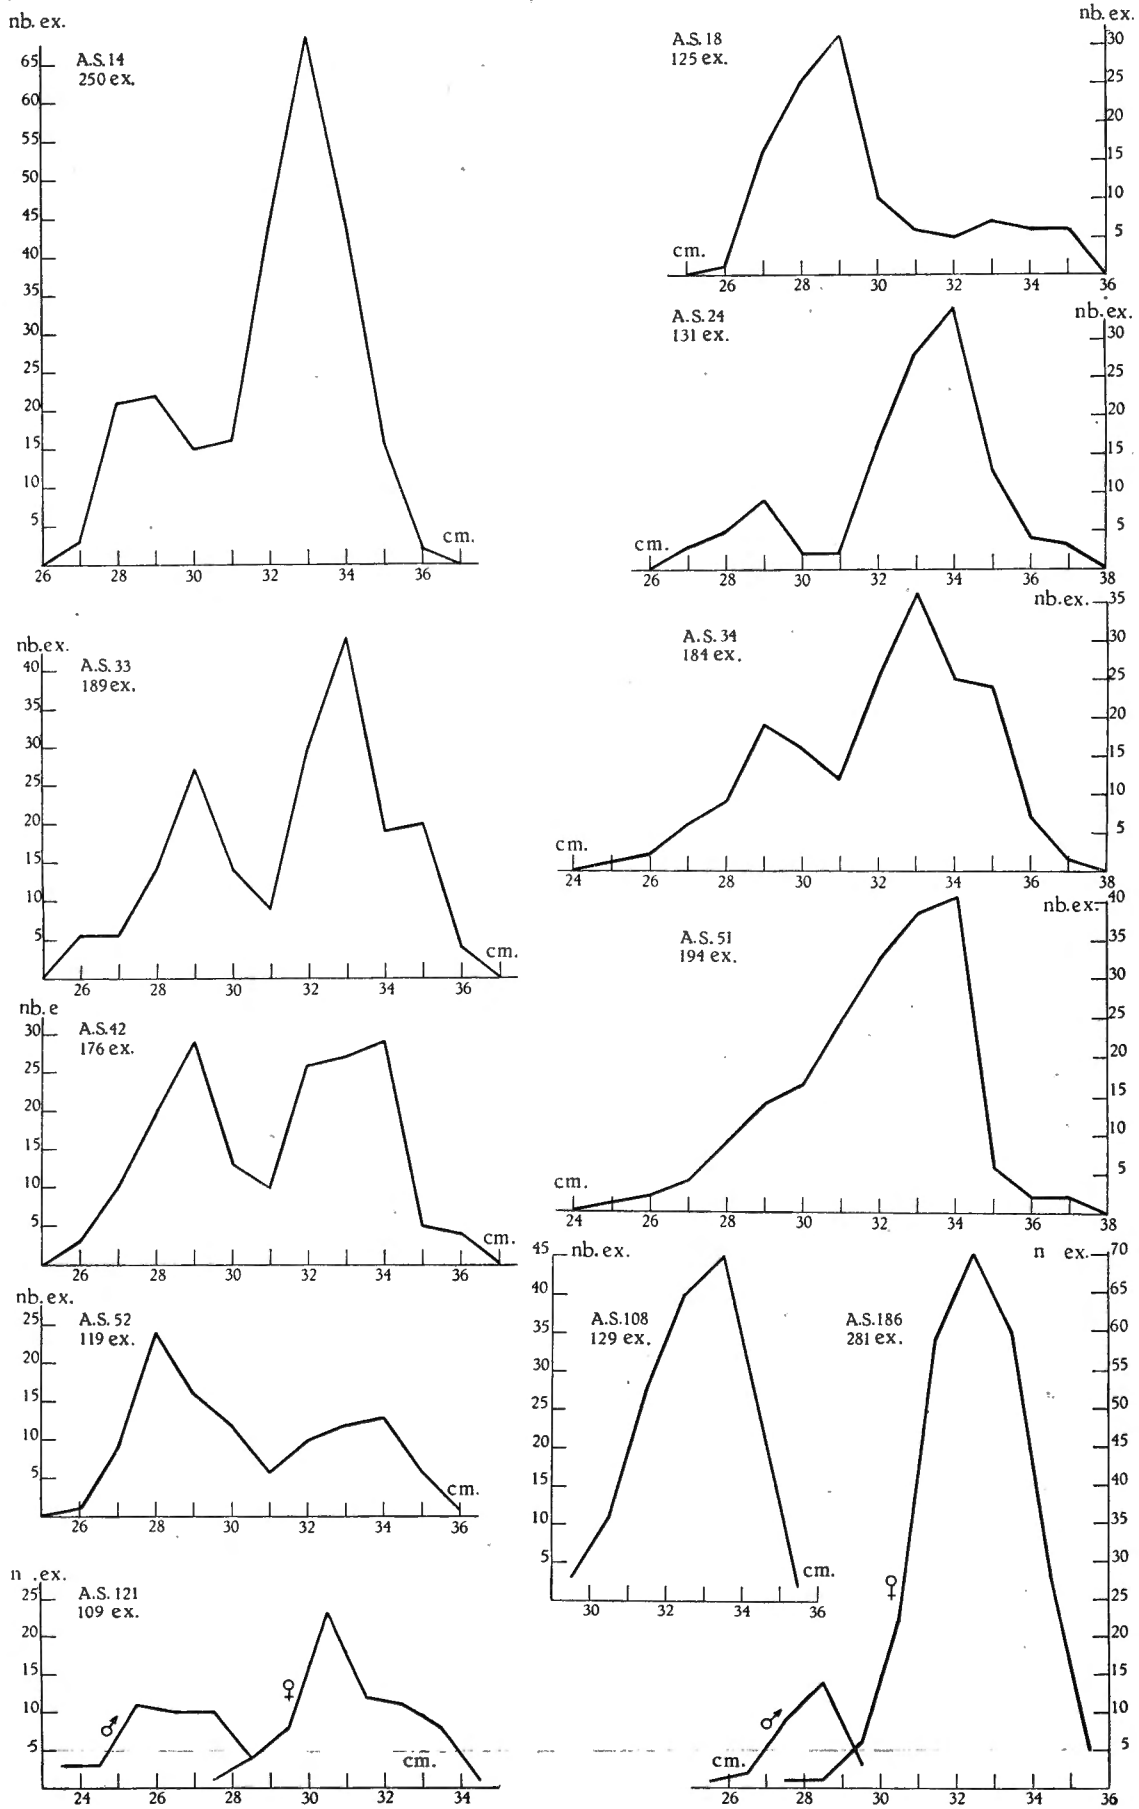 nb. ex.
A.S.14
250 ex.
65
60
55
50
45
40
35
30
25
20
15
10
5
cm.
26 28 30 32 34 36
nb. ex.
A.S.18
125 ex.
30
25
20
15
10
5
cm.
26 28 30 32 34 36
nb.ex.
A.S.24
131 ex.
30
25
20
15
10
5
cm.
26 28 30 32 34 36 38
nb.ex.
A.S.33
189 ex.
40
35
30
25
20
15
10
5
cm.
26 28 30 32 34 36
nb.ex.
A.S.34
184 ex.
35
30
25
20
15
10
5
cm.
24 26 28 30 32 34 36 38
nb.e
A.S.42
176 ex.
30
25
20
15
10
5
cm.
26 28 30 32 34 36
nb.ex.
A.S.51
194 ex.
40
35
30
25
20
15
10
5
cm.
24 26 28 30 32 34 36 38
nb.ex.
A.S.52
119 ex.
25
20
15
10
5
cm.
26 28 30 32 34 36
nb.ex.
A.S.108
129 ex.
45
40
35
30
25
20
15
10
5
cm.
30 32 34 36
n ex.
A.S.186
281 ex.
70
65
60
55
50
45
40
35
30
25
20
15
10
5
♀
♂
cm.
26 28 30 32 34 36
n .ex.
A.S.121
109 ex.
25
20
15
10
5
♀
♂
cm.
24 26 28 30 32 34